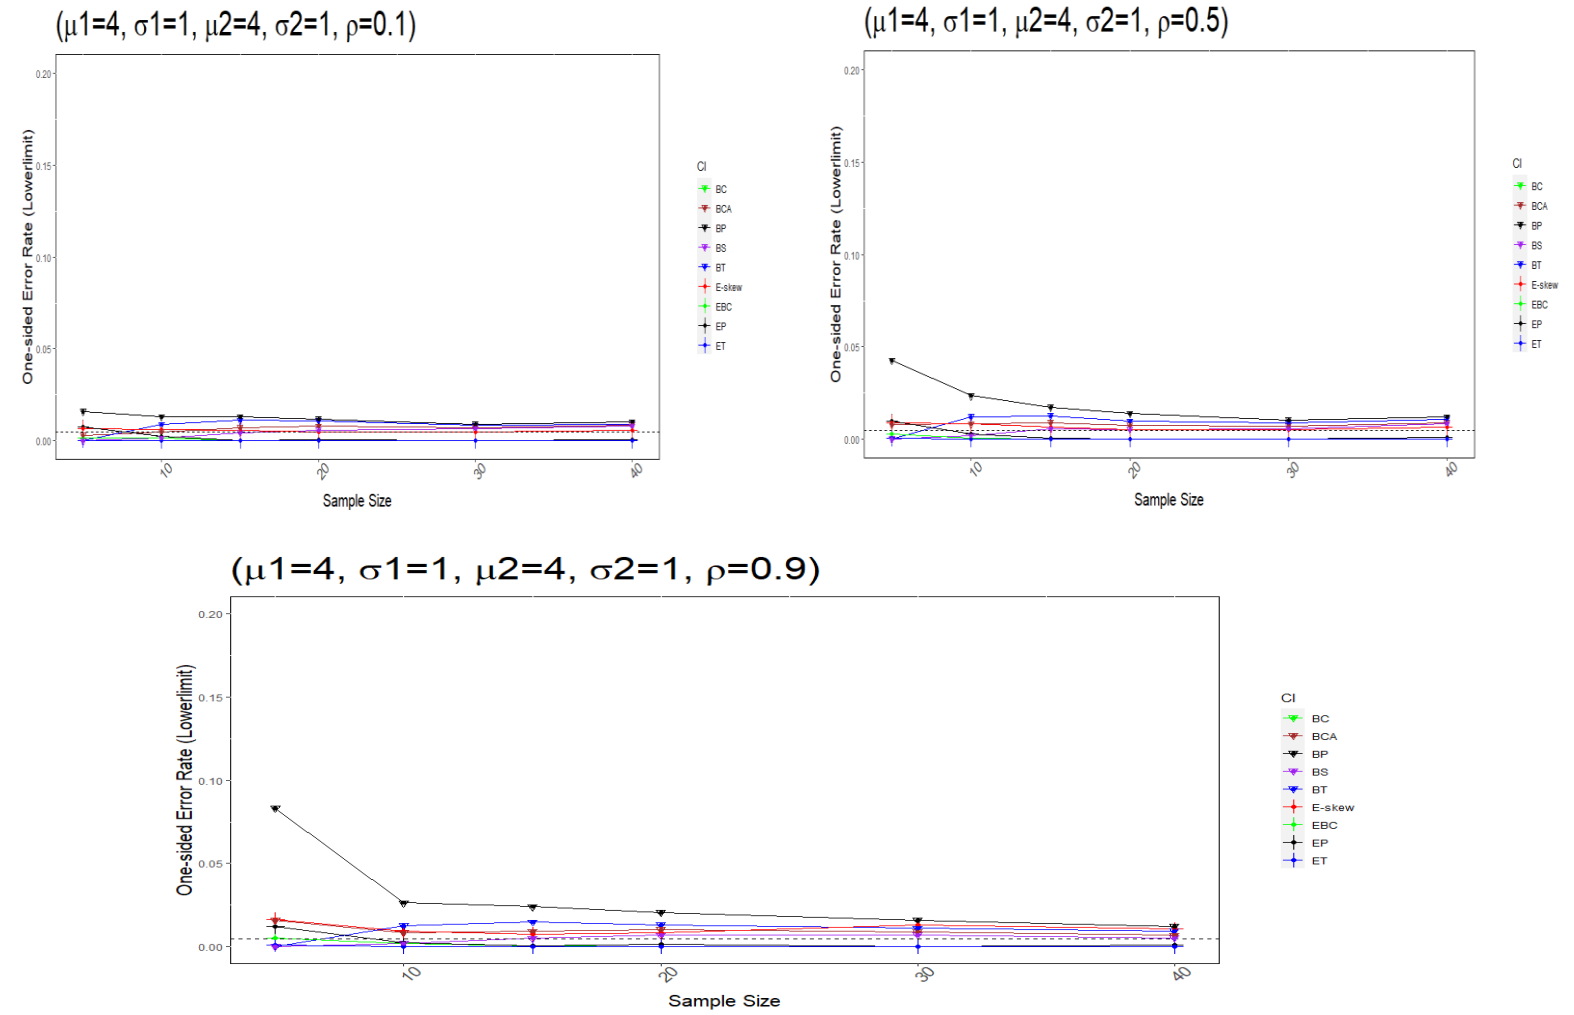 (μ1=4, σ1=1, μ2=4, σ2=1, ρ=0.1)
One-sided Error Rate (Lowerlimit)
0.20
0.15
0.10
0.05
0.00
10
20
30
40
Sample Size
CI
BC
BCA
BP
BS
BT
E-skew
EBC
EP
ET
(μ1=4, σ1=1, μ2=4, σ2=1, ρ=0.5)
One-sided Error Rate (Lowerlimit)
0.20
0.15
0.10
0.05
0.00
10
20
30
40
Sample Size
CI
BC
BCA
BP
BS
BT
E-skew
EBC
EP
ET
(μ1=4, σ1=1, μ2=4, σ2=1, ρ=0.9)
One-sided Error Rate (Lowerlimit)
0.20
0.15
0.10
0.05
0.00
10
20
30
40
Sample Size
CI
BC
BCA
BP
BS
BT
E-skew
EBC
EP
ET